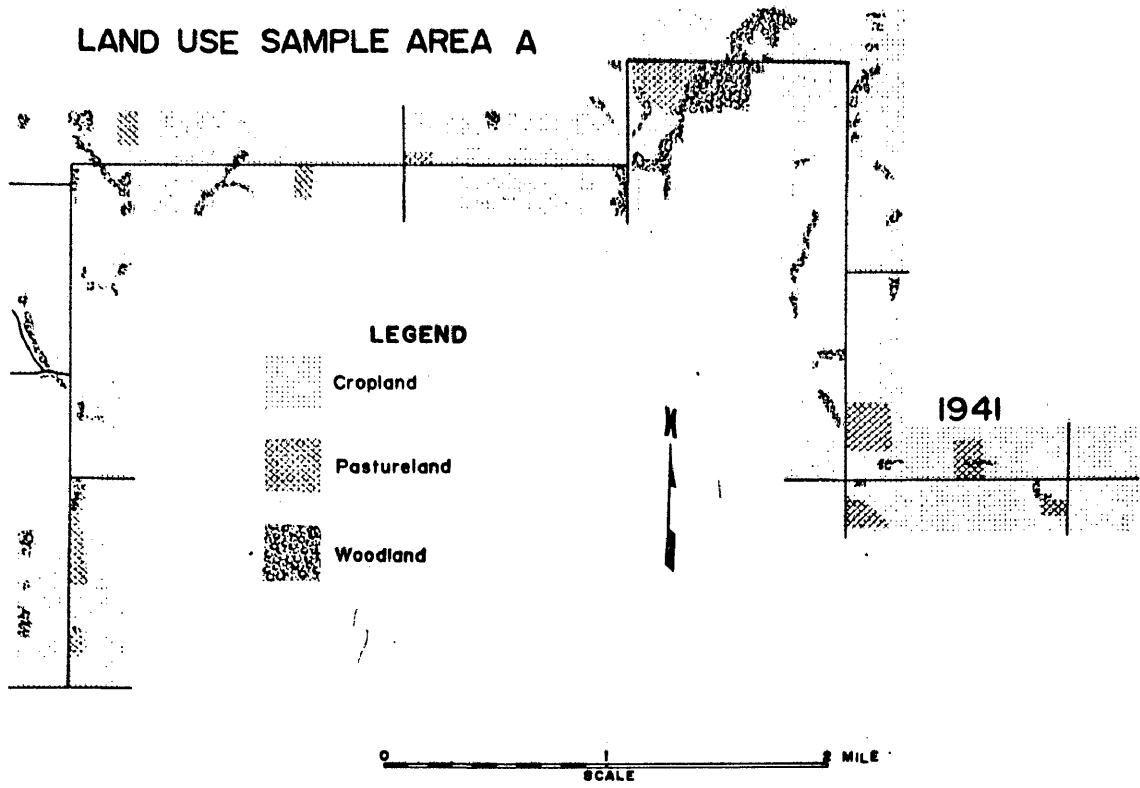 LAND USE SAMPLE AREA A
LEGEND
Cropland
Pastureland
Woodland
1941
N
0 1 2 MILE
SCALE